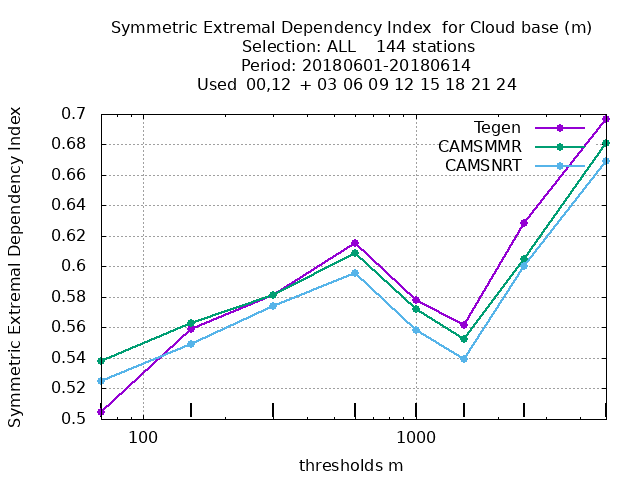 Symmetric Extremal Dependency Index  for Cloud base (m)
Selection: ALL    144 stations
Period: 20180601-20180614
Used  00,12  + 03 06 09 12 15 18 21 24
Symmetric Extremal Dependency Index
0.7
0.68
0.66
0.64
0.62
0.6
0.58
0.56
0.54
0.52
0.5
Tegen
CAMSMMR
CAMSNRT
100
1000
thresholds m